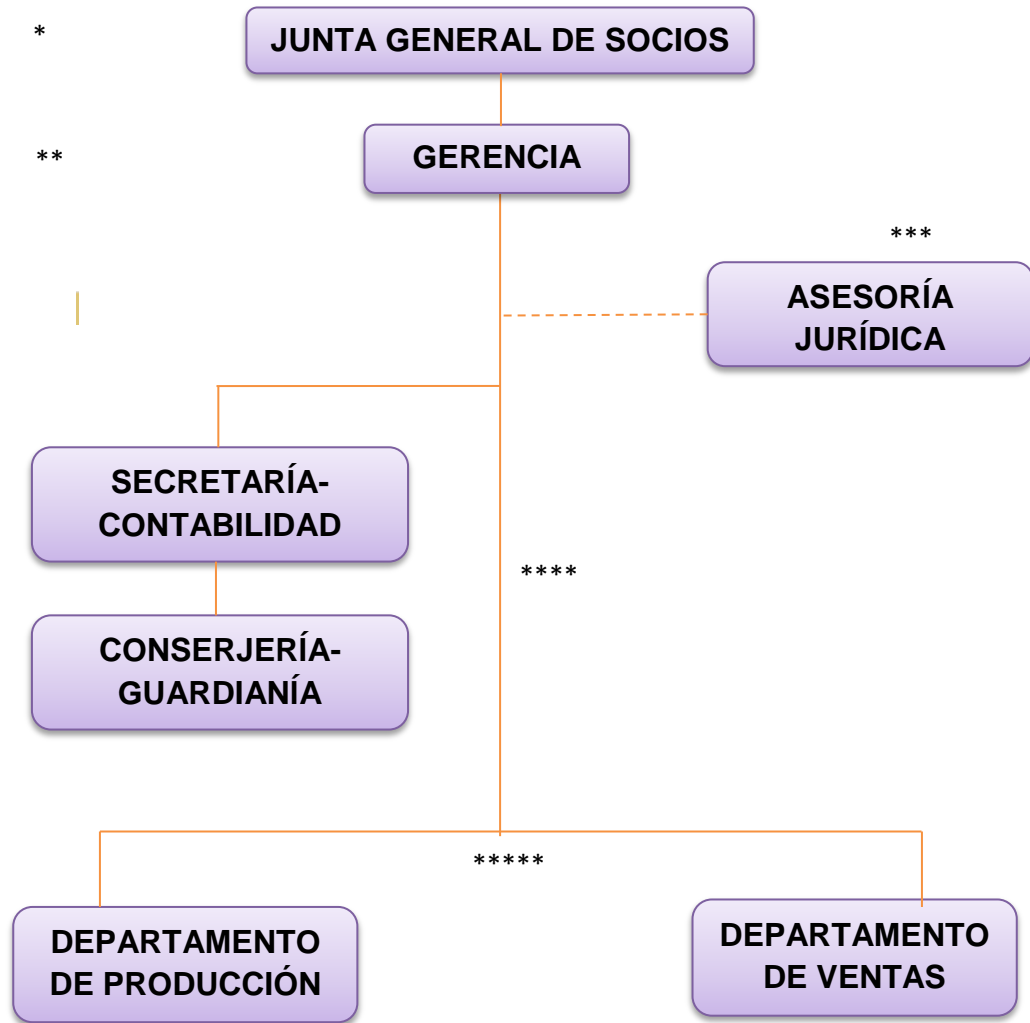 *
JUNTA GENERAL DE SOCIOS
**
GERENCIA
***
ASESORÍA
JURÍDICA
SECRETARÍA-
CONTABILIDAD
****
CONSERJERÍA-
GUARDIANÍA
*****
DEPARTAMENTO
DE PRODUCCIÓN
DEPARTAMENTO
DE VENTAS